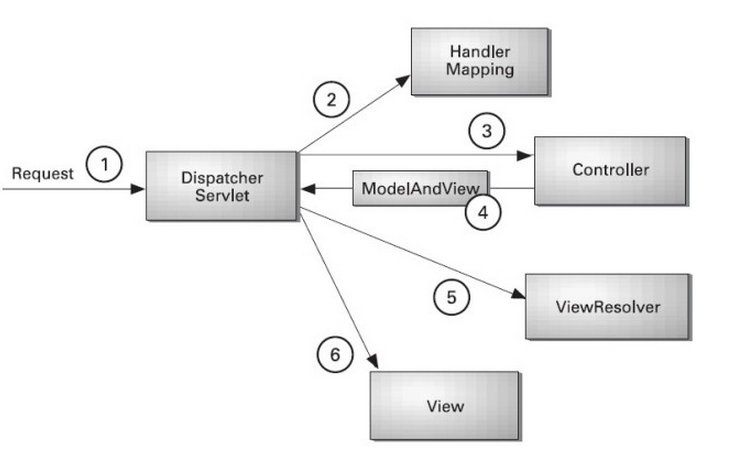 Handler
Mapping
2
3
1
Request
Dispatcher
Servlet
Controller
ModelAndView
4
5
ViewResolver
6
View